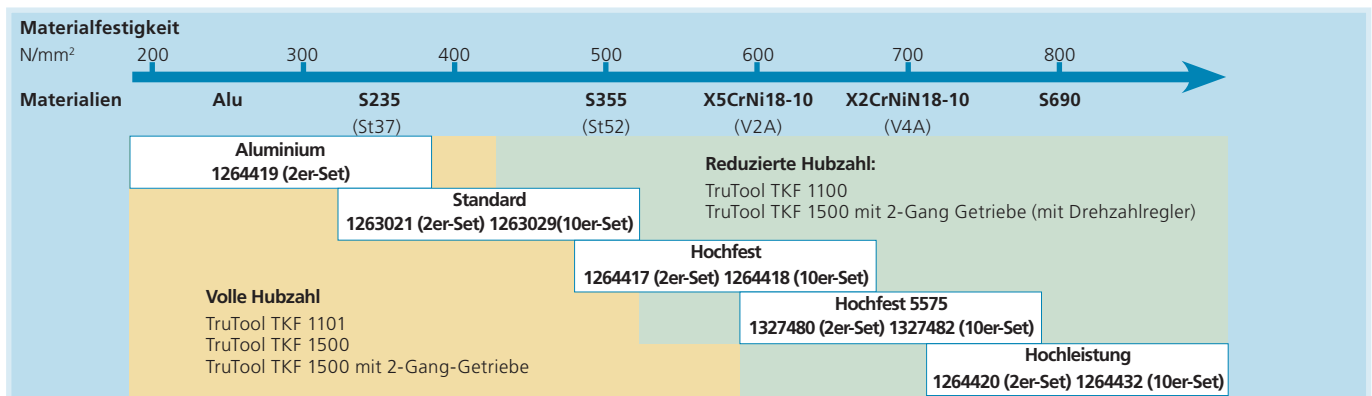 Materialfestigkeit
N/mm² 200 300 400 500 600 700 800
Materialien Alu S235 S355 X5CrNi18-10 X2CrNiN18-10 S690
(St37) (St52) (V2A) (V4A)
Aluminium
1264419 (2er-Set)
Reduzierte Hubzahl:
TruTool TKF 1100
TruTool TKF 1500 mit 2-Gang Getriebe (mit Drehzahlregler)
Standard
1263021 (2er-Set) 1263029(10er-Set)
Hochfest
1264417 (2er-Set) 1264418 (10er-Set)
Volle Hubzahl
TruTool TKF 1101
TruTool TKF 1500
TruTool TKF 1500 mit 2-Gang-Getriebe
Hochfest 5575
1327480 (2er-Set) 1327482 (10er-Set)
Hochleistung
1264420 (2er-Set) 1264432 (10er-Set)